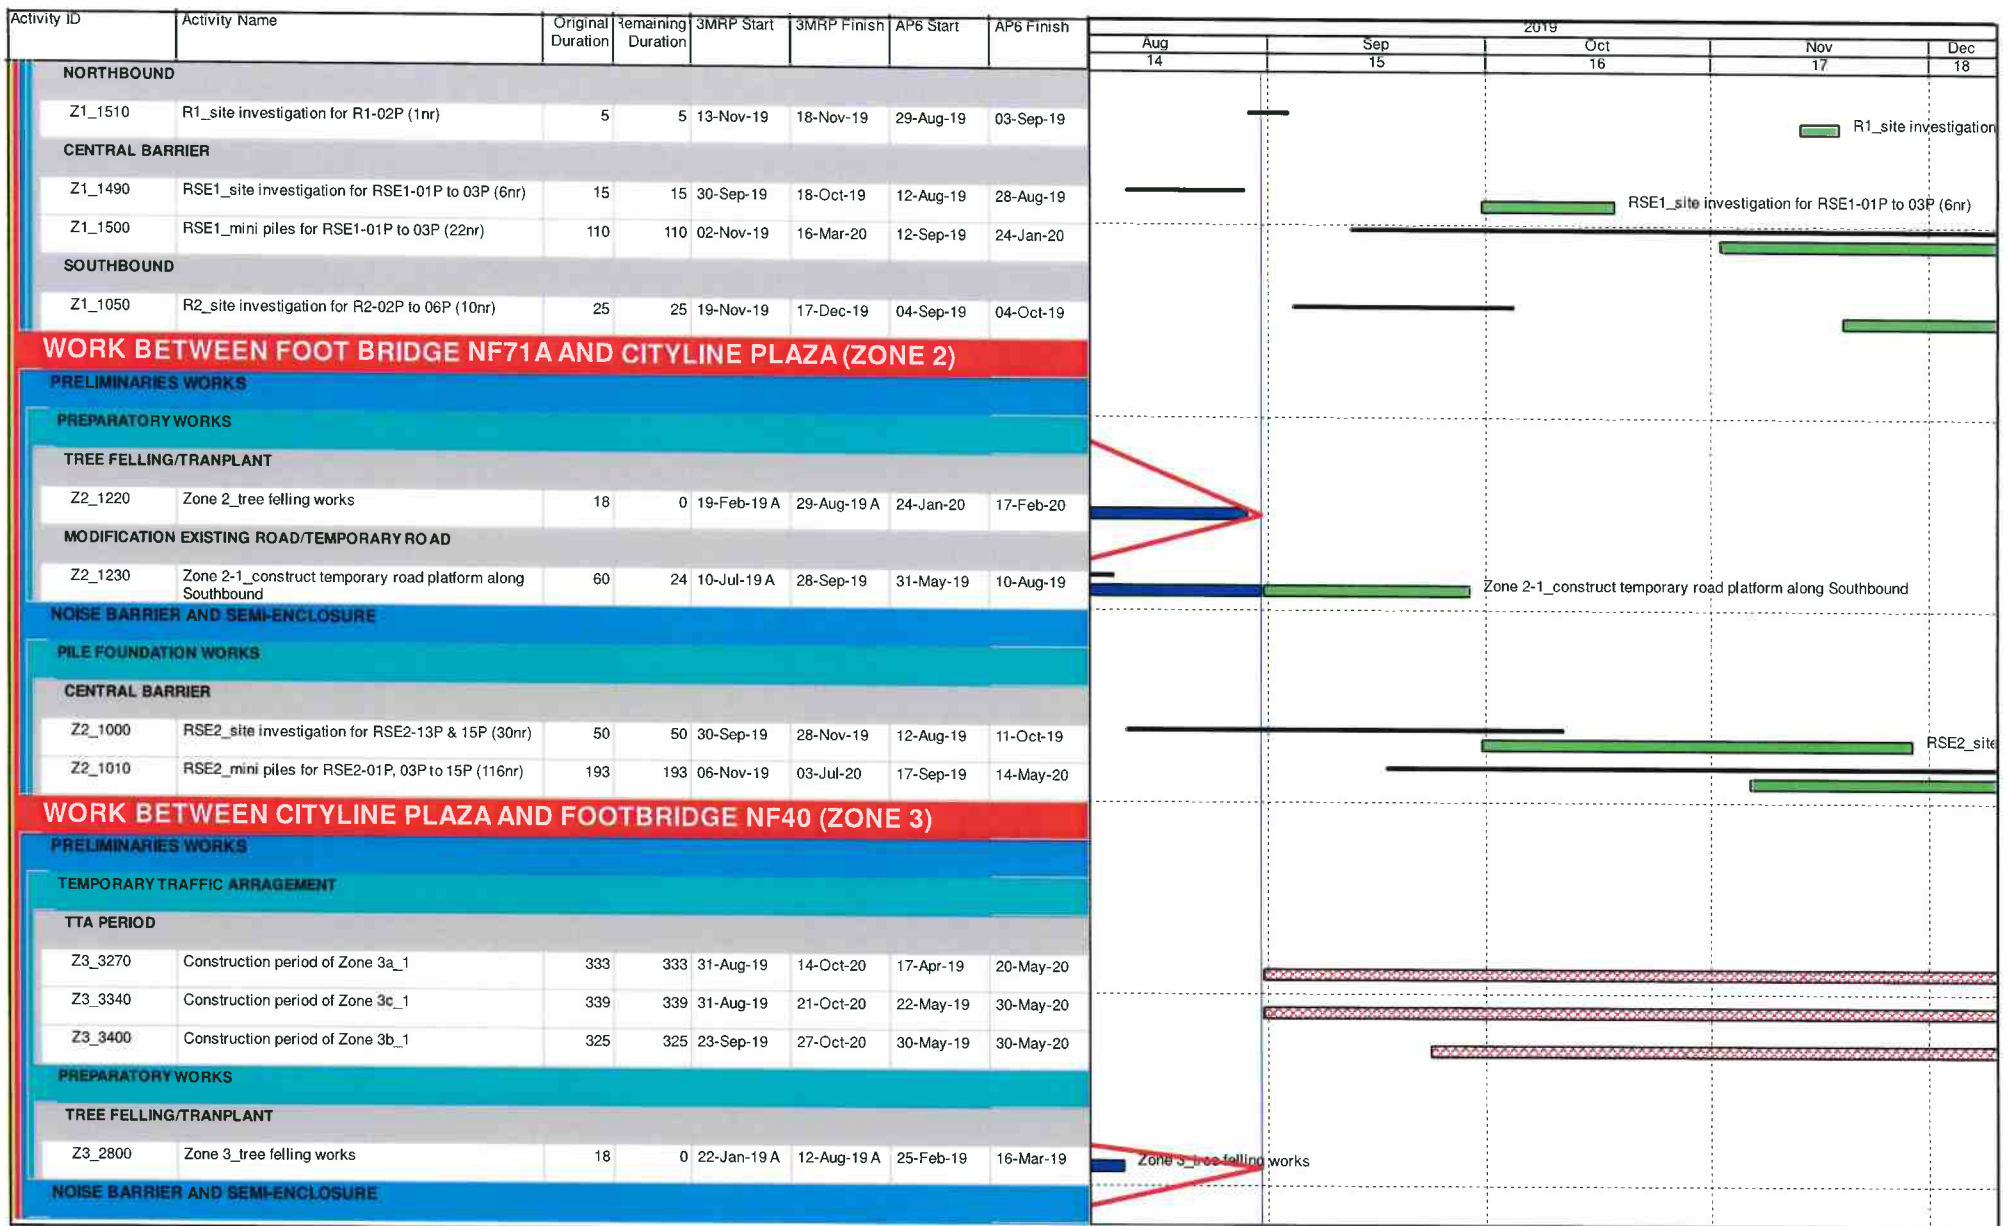 Activity ID Activity Name Original Duration Remaining Duration 3MRP Start 3MRP Finish AP6 Start AP6 Finish
2019
Aug Sep Oct Nov Dec
14 15 16 17 18
NORTHBOUND
Z1_1510 R1_site investigation for R1-02P (1nr) 5 5 13-Nov-19 18-Nov-19 29-Aug-19 03-Sep-19
R1_site investigation
CENTRAL BARRIER
Z1_1490 RSE1_site investigation for RSE1-01P to 03P (6nr) 15 15 30-Sep-19 18-Oct-19 12-Aug-19 28-Aug-19
RSE1_site investigation for RSE1-01P to 03P (6nr)
Z1_1500 RSE1_mini piles for RSE1-01P to 03P (22nr) 110 110 02-Nov-19 16-Mar-20 12-Sep-19 24-Jan-20
SOUTHBOUND
Z1_1050 R2_site investigation for R2-02P to 06P (10nr) 25 25 19-Nov-19 17-Dec-19 04-Sep-19 04-Oct-19
WORK BETWEEN FOOT BRIDGE NF71A AND CITYLINE PLAZA (ZONE 2)
PRELIMINARIES WORKS
PREPARATORY WORKS
TREE FELLING/TRANPLANT
Z2_1220 Zone 2_tree felling works 18 0 19-Feb-19 A 29-Aug-19 A 24-Jan-20 17-Feb-20
MODIFICATION EXISTING ROAD/TEMPORARY ROAD
Z2_1230 Zone 2-1_construct temporary road platform along Southbound 60 24 10-Jul-19 A 28-Sep-19 31-May-19 10-Aug-19
Zone 2-1_construct temporary road platform along Southbound
NOISE BARRIER AND SEMI-ENCLOSURE
PILE FOUNDATION WORKS
CENTRAL BARRIER
Z2_1000 RSE2_site investigation for RSE2-13P & 15P (30nr) 50 50 30-Sep-19 28-Nov-19 12-Aug-19 11-Oct-19
RSE2_site
Z2_1010 RSE2_mini piles for RSE2-01P, 03P to 15P (116nr) 193 193 06-Nov-19 03-Jul-20 17-Sep-19 14-May-20
WORK BETWEEN CITYLINE PLAZA AND FOOTBRIDGE NF40 (ZONE 3)
PRELIMINARIES WORKS
TEMPORARY TRAFFIC ARRAGEMENT
TTA PERIOD
Z3_3270 Construction period of Zone 3a_1 333 333 31-Aug-19 14-Oct-20 17-Apr-19 20-May-20
Z3_3340 Construction period of Zone 3c_1 339 339 31-Aug-19 21-Oct-20 22-May-19 30-May-20
Z3_3400 Construction period of Zone 3b_1 325 325 23-Sep-19 27-Oct-20 30-May-19 30-May-20
PREPARATORY WORKS
TREE FELLING/TRANPLANT
Z3_2800 Zone 3_tree felling works 18 0 22-Jan-19 A 12-Aug-19 A 25-Feb-19 16-Mar-19
Zone 3_tree felling works
NOISE BARRIER AND SEMI-ENCLOSURE